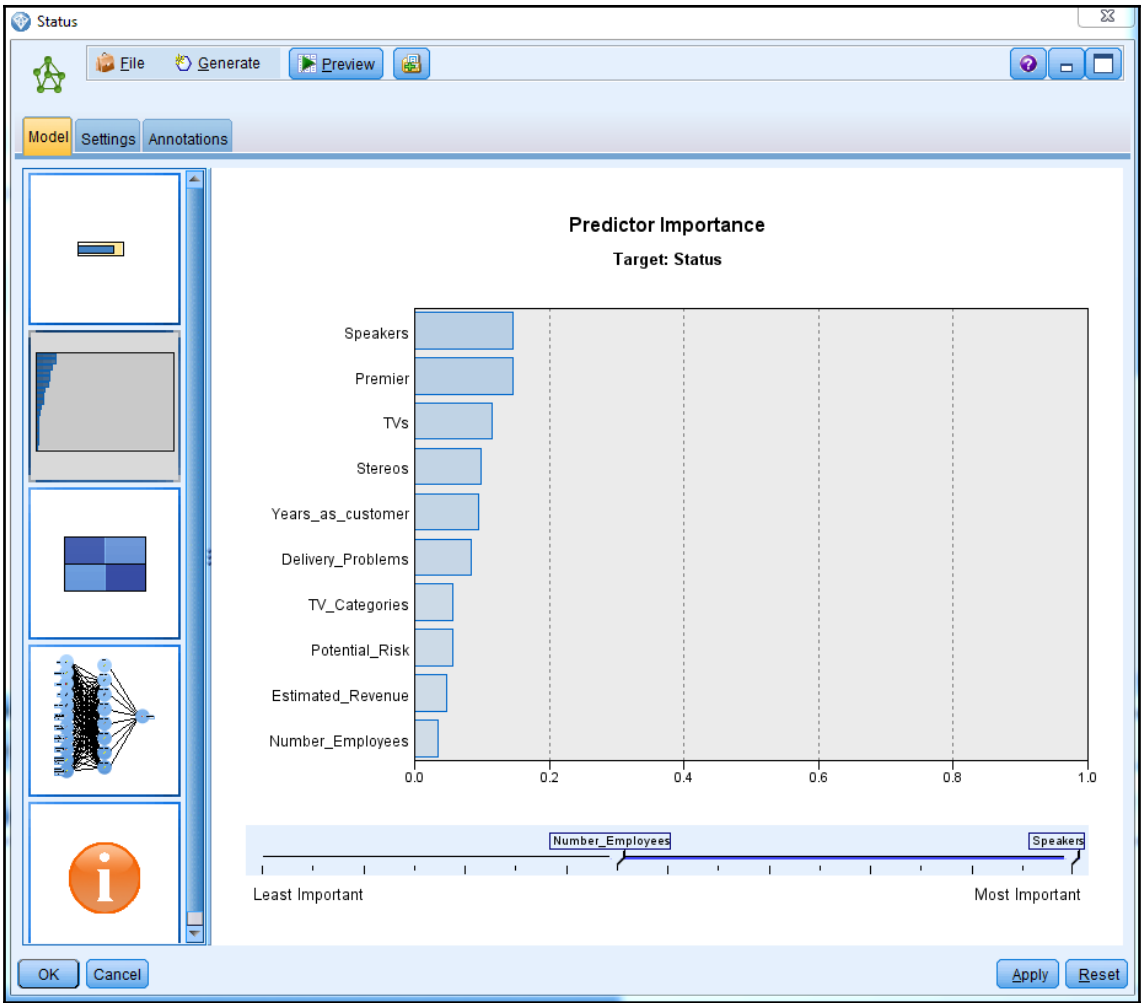 Status
File Generate Preview
Model Settings Annotations
Predictor Importance
Target: Status
Speakers
Premier
TVs
Stereos
Years_as_customer
Delivery_Problems
TV_Categories
Potential_Risk
Estimated_Revenue
Number_Employees
0.0 0.2 0.4 0.6 0.8 1.0
Number_Employees Speakers
Least Important Most Important
OK Cancel Apply Reset